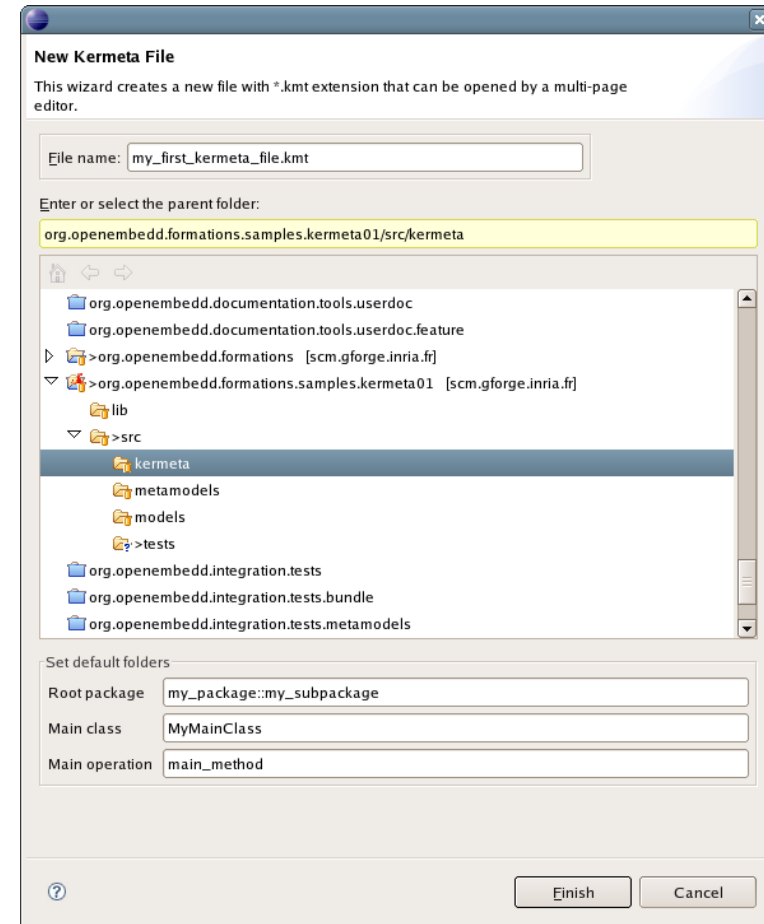 New Kermeta File
This wizard creates a new file with *.kmt extension that can be opened by a multi-page
editor.
File name: my_first_kermeta_file.kmt
Enter or select the parent folder:
org.openembedd.formations.samples.kermeta01/src/kermeta
org.openembedd.documentation.tools.userdoc
org.openembedd.documentation.tools.userdoc.feature
>org.openembedd.formations [scm.gforge.inria.fr]
>org.openembedd.formations.samples.kermeta01 [scm.gforge.inria.fr]
lib
>src
kermeta
metamodels
models
>tests
org.openembedd.integration.tests
org.openembedd.integration.tests.bundle
org.openembedd.integration.tests.metamodels
Set default folders
Root package my_package::my_subpackage
Main class MyMainClass
Main operation main_method
Finish Cancel